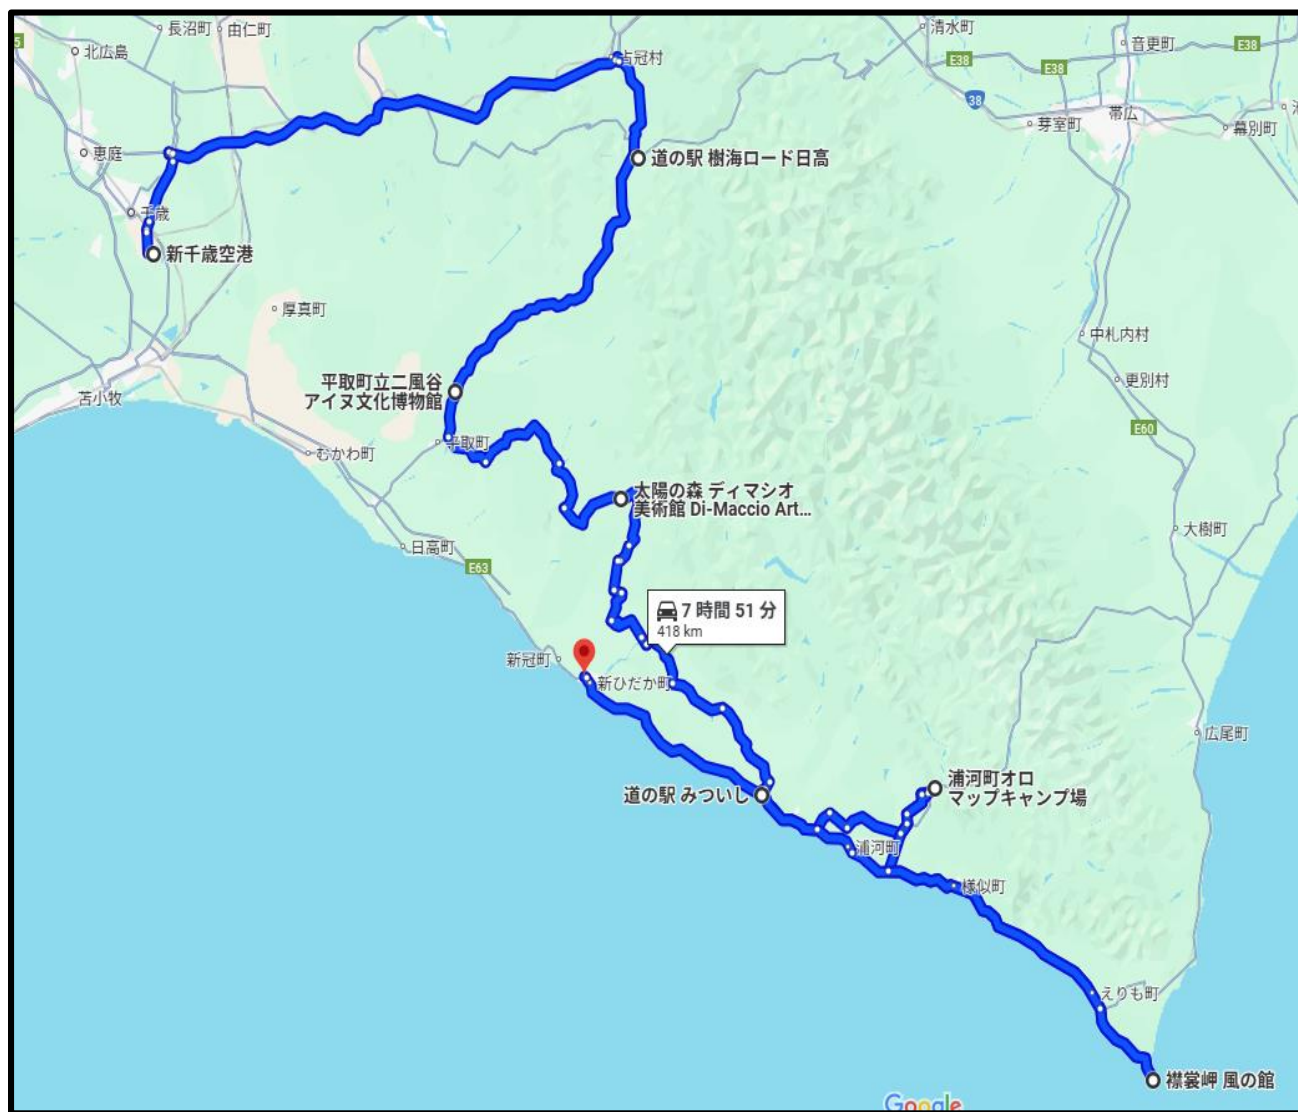 長沼町
由仁町
北広島
5
占冠村
清水町
音更町
E38
E38
E38
38
帯広
芽室町
幕別町
恵庭
道の駅 樹海ロード日高
千歳
新千歳空港
厚真町
中札内村
平取町立二風谷
アイヌ文化博物館
更別村
苫小牧
E60
平取町
むかわ町
太陽の森 ディマシオ
美術館 Di-Maccio Art...
大樹町
日高町
E63
7 時間 51 分
418 km
新冠町
新ひだか町
広尾町
浦河町オロ
マップキャンプ場
道の駅 みついし
浦河町
様似町
えりも町
襟裳岬 風の館
Google